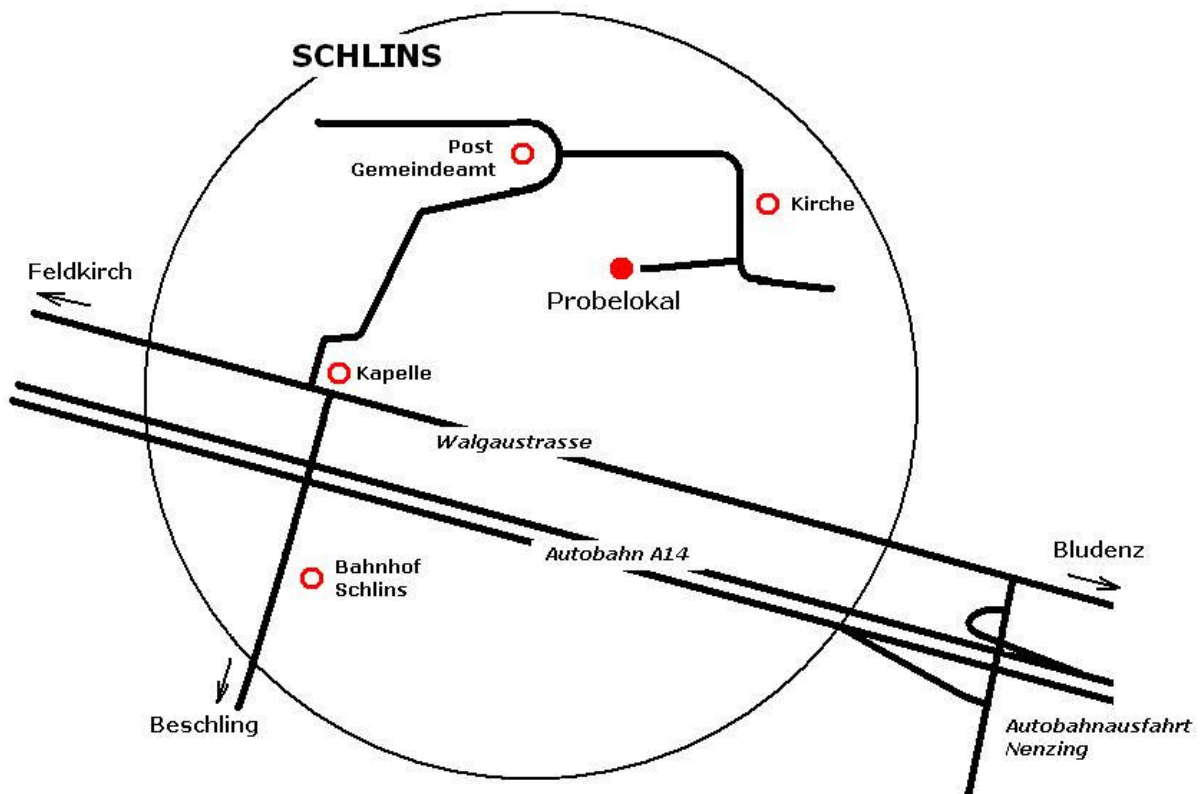 SCHLINS
Post
Gemeindeamt
Kirche
Feldkirch
Probelokal
Kapelle
Walgaustrasse
Autobahn A14
Bludenz
Bahnhof
Schlins
Beschling
Autobahnausfahrt
Nenzing